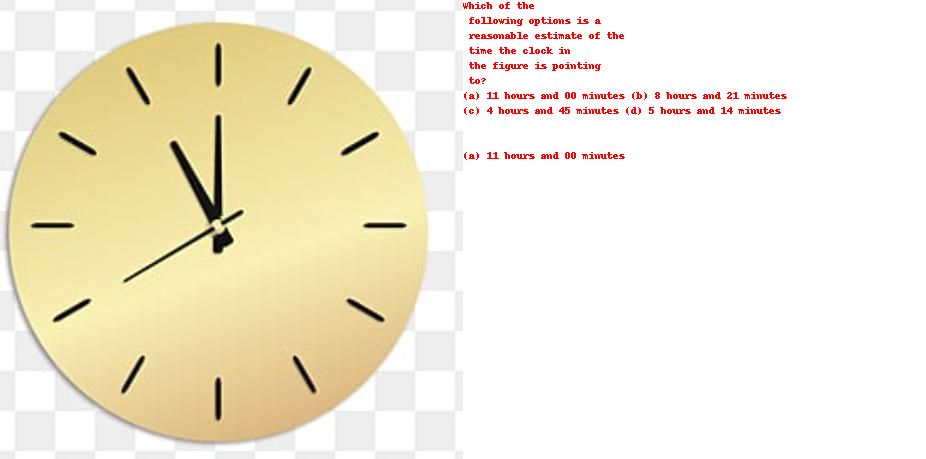 Which of the
following options is a
reasonable estimate of the
time the clock in
the figure is pointing
to?
(a) 11 hours and 00 minutes (b) 8 hours and 21 minutes
(c) 4 hours and 45 minutes (d) 5 hours and 14 minutes
(a) 11 hours and 00 minutes